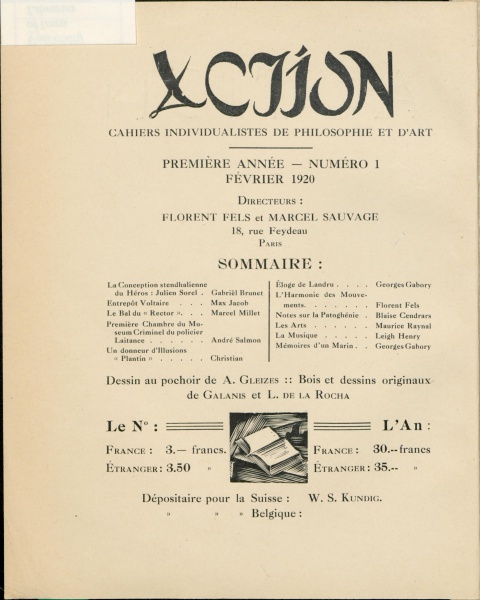 ACTION
CAHIERS INDIVIDUALISTES DE PHILOSOPHIE ET D'ART
PREMIÈRE ANNÉE — NUMÉRO 1
FÉVRIER 1920
DIRECTEURS :
FLORENT FELS et MARCEL SAUVAGE
18, rue Feydeau
PARIS
SOMMAIRE :
La Conception stendhalienne
du Héros : Julien Sorel . Gabriël Brunet
Entrepôt Voltaire . . . Max Jacob
Le Bal du « Rector ». . . Marcel Millet
Première Chambre du Mu-
seum Criminel du policier
Laitance . . . . . . André Salmon
Un donneur d'Illusions
« Plantin » . . . . . Christian
Éloge de Landru . . . . Georges Gabory
L'Harmonie des Mouve-
ments. . . . . . . Florent Fels
Notes sur la Patoghénie . Blaise Cendrars
Les Arts . . . . . . . Maurice Raynal
La Musique . . . . . Leigh Henry
Mémoires d'un Marin . . Georges Gabory
Dessin au pochoir de A. GLEIZES :: Bois et dessins originaux
de GALANIS et L. DE LA ROCHA
Le No :
FRANCE : 3.— francs.
ÉTRANGER : 3.50 »
L'An :
FRANCE : 30.-- francs
ÉTRANGER : 35.-- »
Dépositaire pour la Suisse : W. S. KUNDIG.
» » » Belgique :